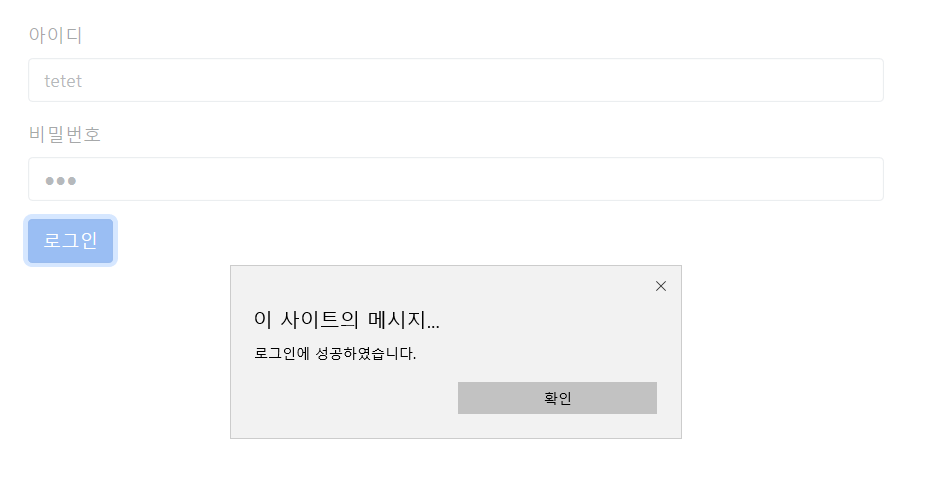 아이디
tetet
비밀번호
로그인
이 사이트의 메시지...
로그인에 성공하였습니다.
확인